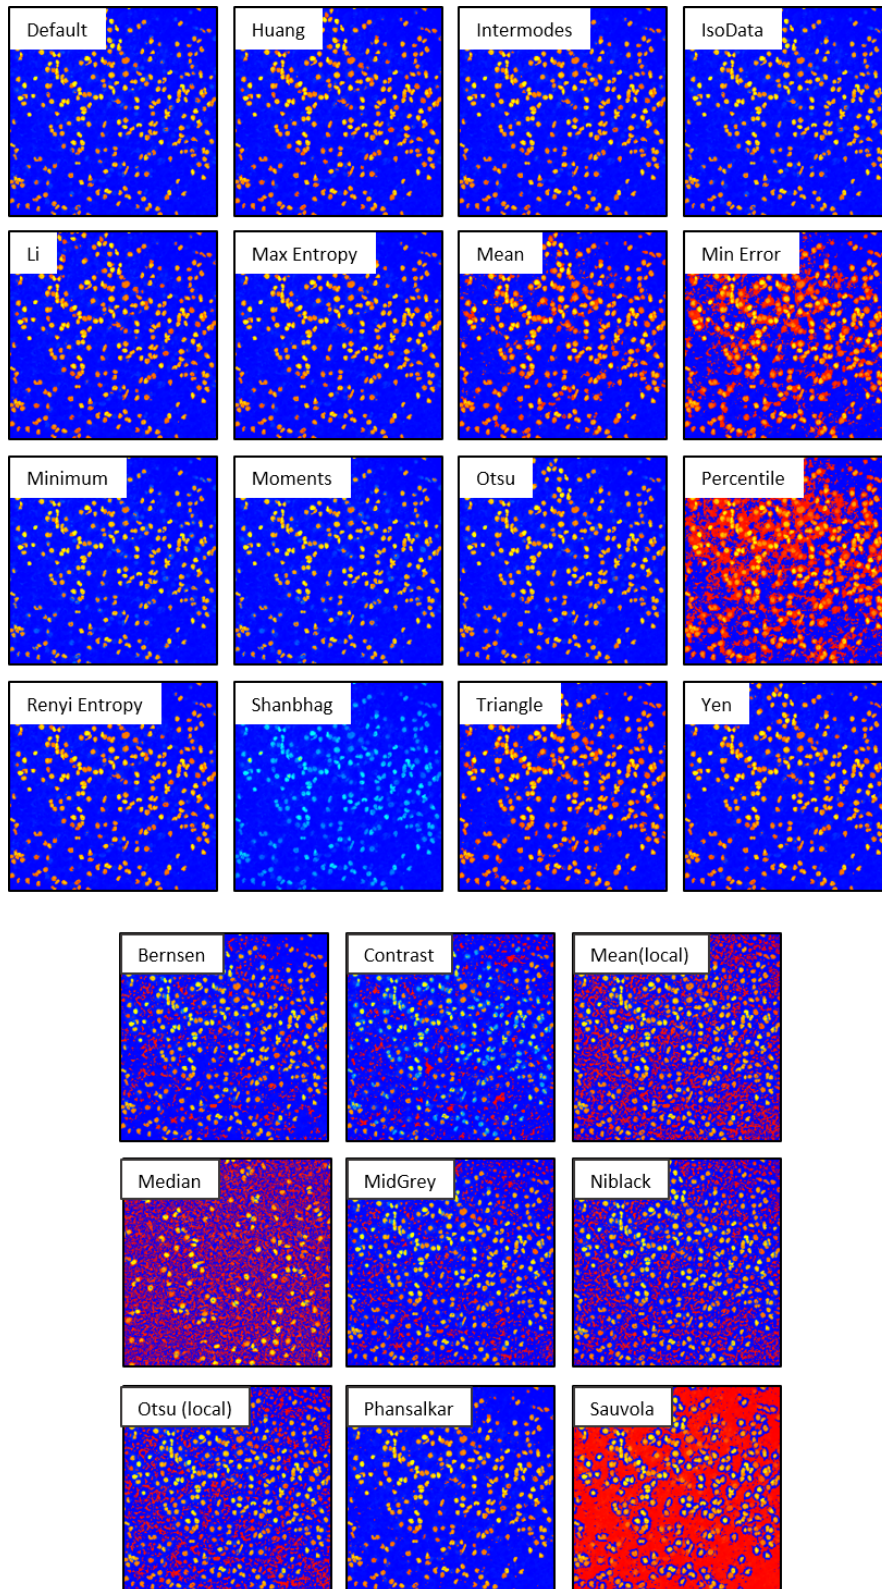 Default
Huang
Intermodes
IsoData
Li
Max Entropy
Mean
Min Error
Minimum
Moments
Otsu
Percentile
Renyi Entropy
Shanbhag
Triangle
Yen
Bernsen
Contrast
Mean(local)
Median
MidGrey
Niblack
Otsu (local)
Phansalkar
Sauvola